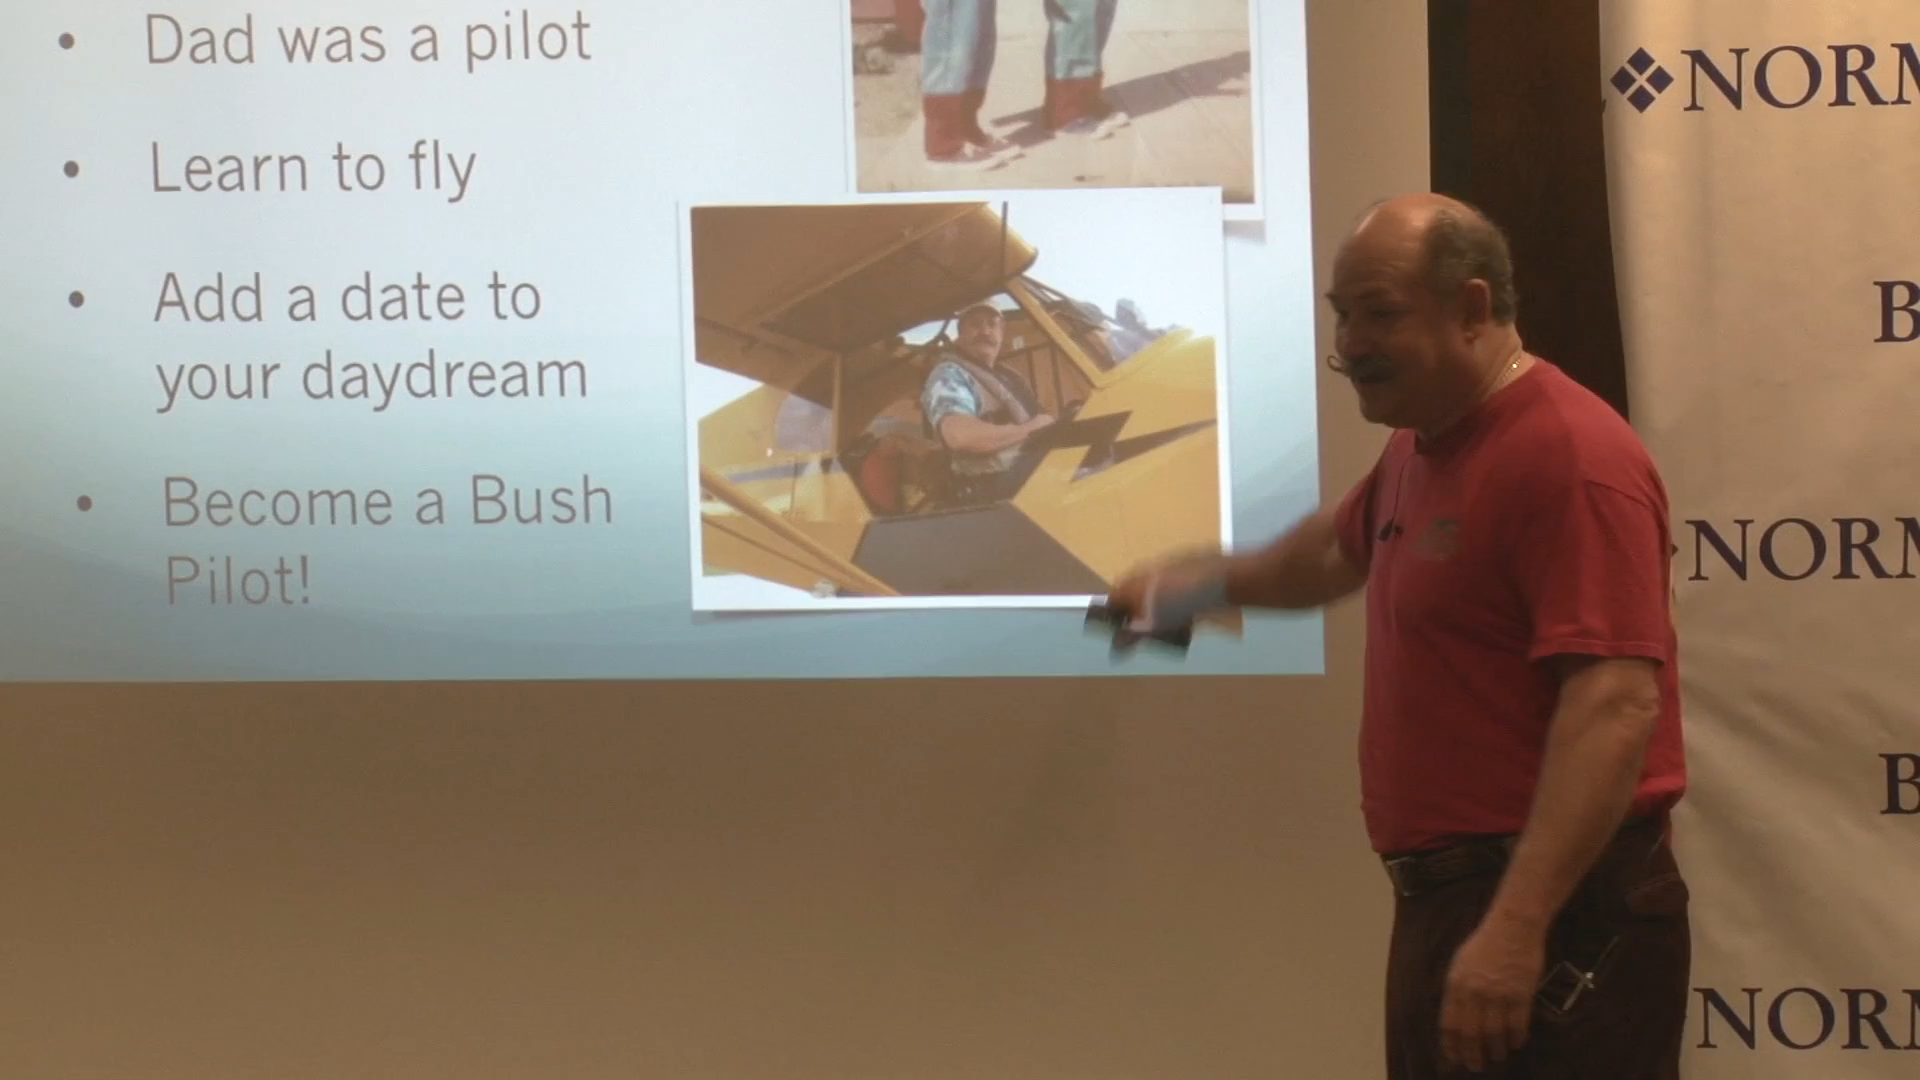 • Dad was a pilot
• Learn to fly
• Add a date to
your daydream
• Become a Bush
Pilot!
NORM
B
NORM
B
NORM